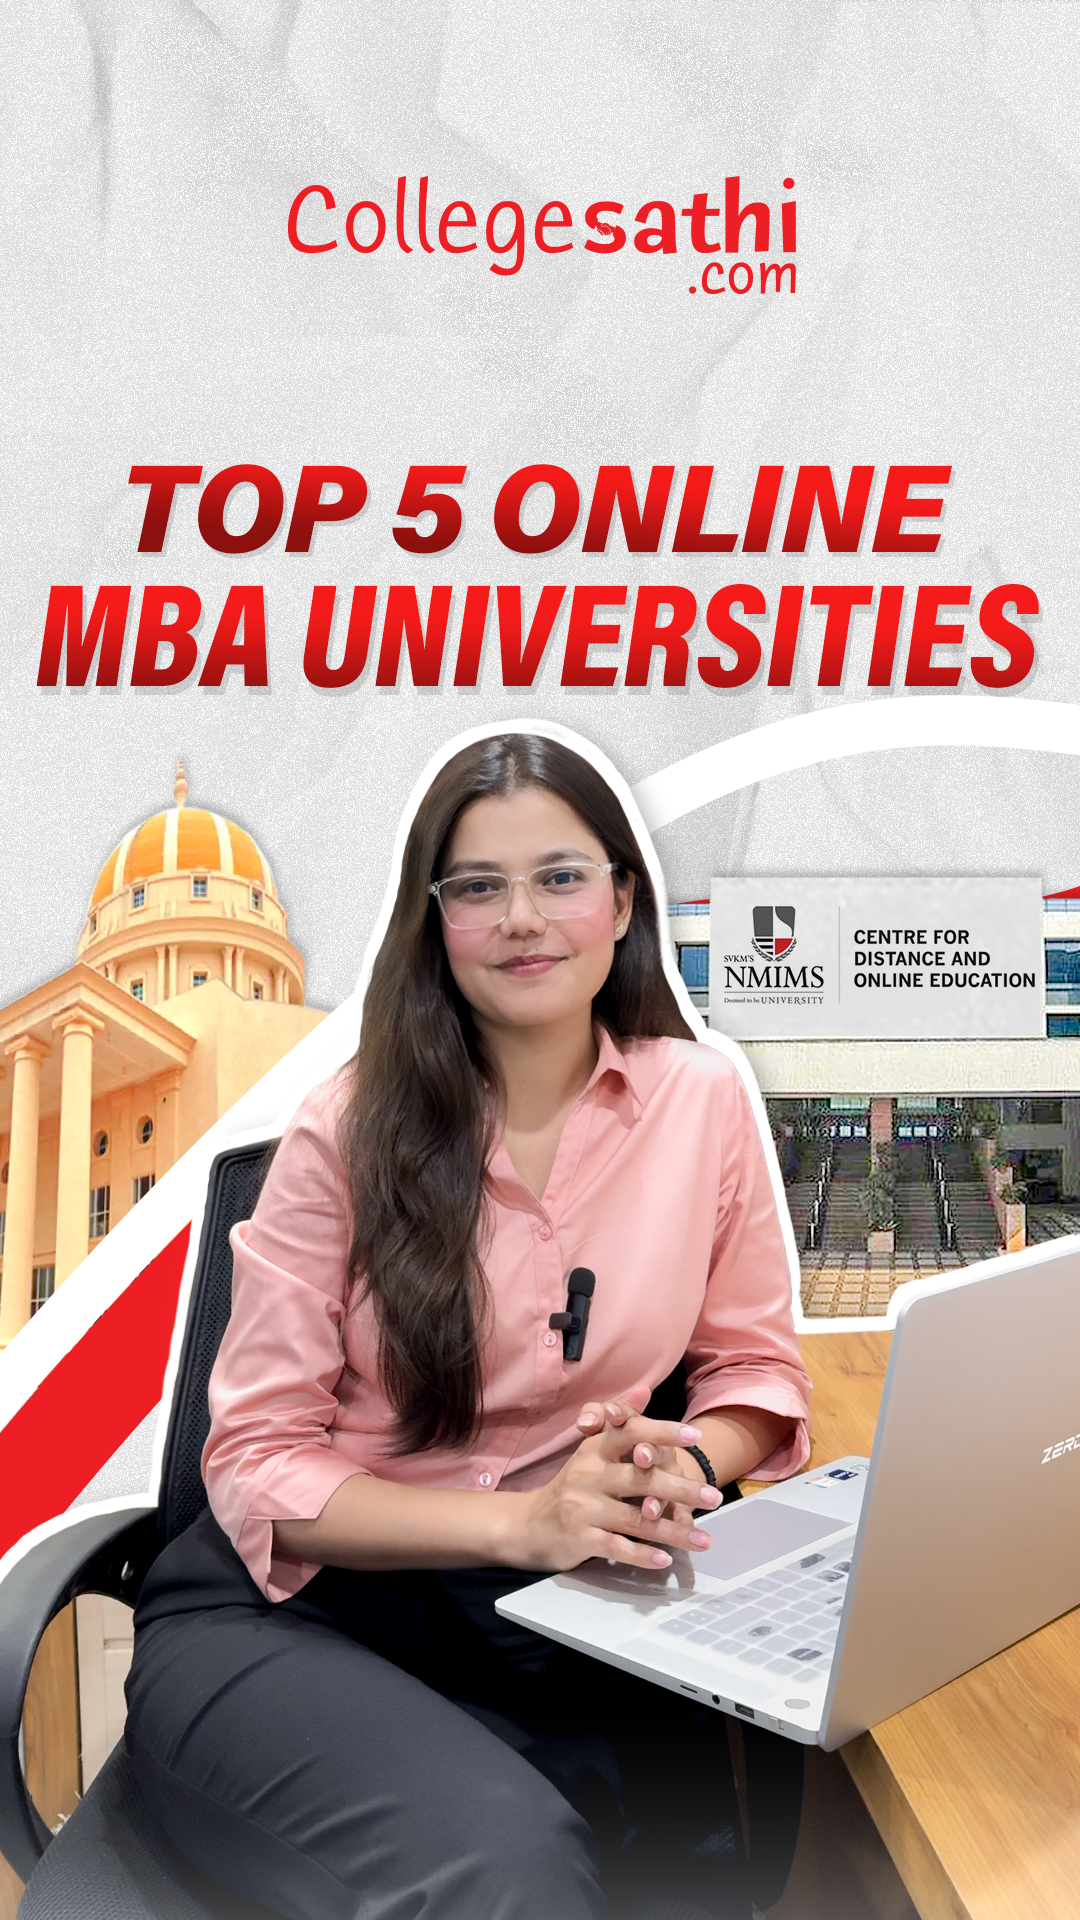 Collegesathi
.com
TOP 5 ONLINE
MBA UNIVERSITIES
SVKM'S
NMIMS
Deemed to be UNIVERSITY
CENTRE FOR
DISTANCE AND
ONLINE EDUCATION